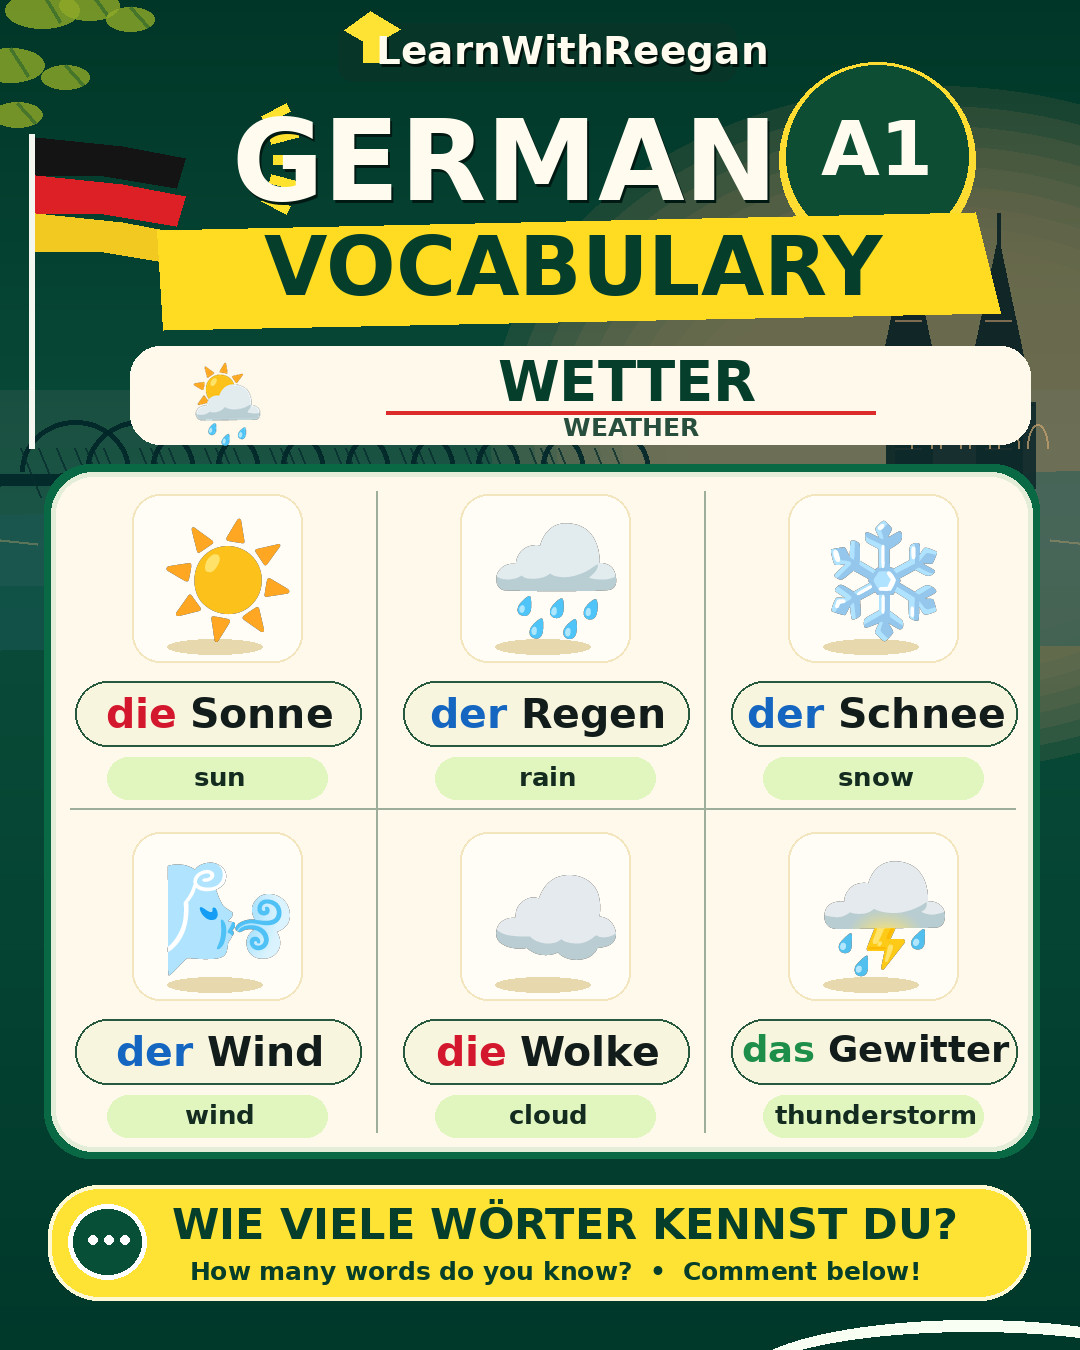 LearnWithReegan
GERMAN
A1
VOCABULARY
WETTER
WEATHER
die Sonne
der Regen
der Schnee
sun
rain
snow
der Wind
die Wolke
das Gewitter
wind
cloud
thunderstorm
WIE VIELE WÖRTER KENNST DU?
How many words do you know? • Comment below!